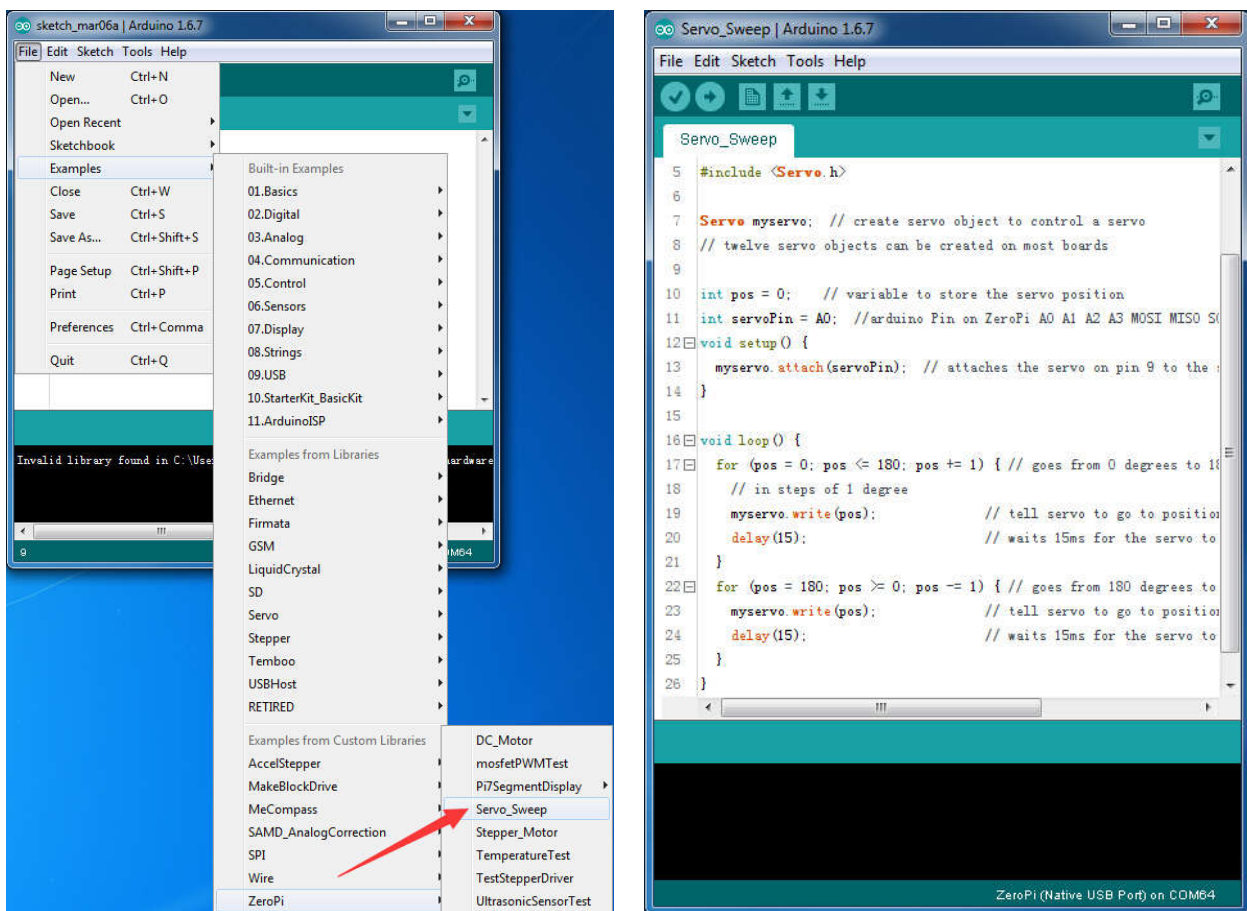 sketch_mar06a | Arduino 1.6.7
File Edit Sketch Tools Help
New Ctrl+N
Open... Ctrl+O
Open Recent
Sketchbook
Examples
Close Ctrl+W
Save Ctrl+S
Save As... Ctrl+Shift+S
Page Setup Ctrl+Shift+P
Print Ctrl+P
Preferences Ctrl+Comma
Quit Ctrl+Q
Built-in Examples
01.Basics
02.Digital
03.Analog
04.Communication
05.Control
06.Sensors
07.Display
08.Strings
09.USB
10.StarterKit_BasicKit
11.ArduinoISP
Examples from Libraries
Bridge
Ethernet
Firmata
GSM
LiquidCrystal
SD
Servo
Stepper
Temboo
USBHost
RETIRED
Examples from Custom Libraries
AccelStepper
MakeBlockDrive
MeCompass
SAMD_AnalogCorrection
SPI
Wire
ZeroPi
DC_Motor
mosfetPWMTest
Pi7SegmentDisplay
Servo_Sweep
Stepper_Motor
TemperatureTest
TestStepperDriver
UltrasonicSensorTest
Invalid library found in C:\Use
9
Servo_Sweep | Arduino 1.6.7
File Edit Sketch Tools Help
Servo_Sweep
5 #include <Servo.h>
6
7 Servo myservo; // create servo object to control a servo
8 // twelve servo objects can be created on most boards
9
10 int pos = 0; // variable to store the servo position
11 int servoPin = A0; //arduino Pin on ZeroPi A0 A1 A2 A3 MOSI MISO
12 void setup() {
13 myservo.attach(servoPin); // attaches the servo on pin 9 to the
14 }
15
16 void loop() {
17 for (pos = 0; pos <= 180; pos += 1) { // goes from 0 degrees to
18 // in steps of 1 degree
19 myservo.write(pos); // tell servo to go to position
20 delay(15); // waits 15ms for the servo to
21 }
22 for (pos = 180; pos >= 0; pos -= 1) { // goes from 180 degrees to
23 myservo.write(pos); // tell servo to go to position
24 delay(15); // waits 15ms for the servo to
25 }
26 }
ZeroPi (Native USB Port) on COM64